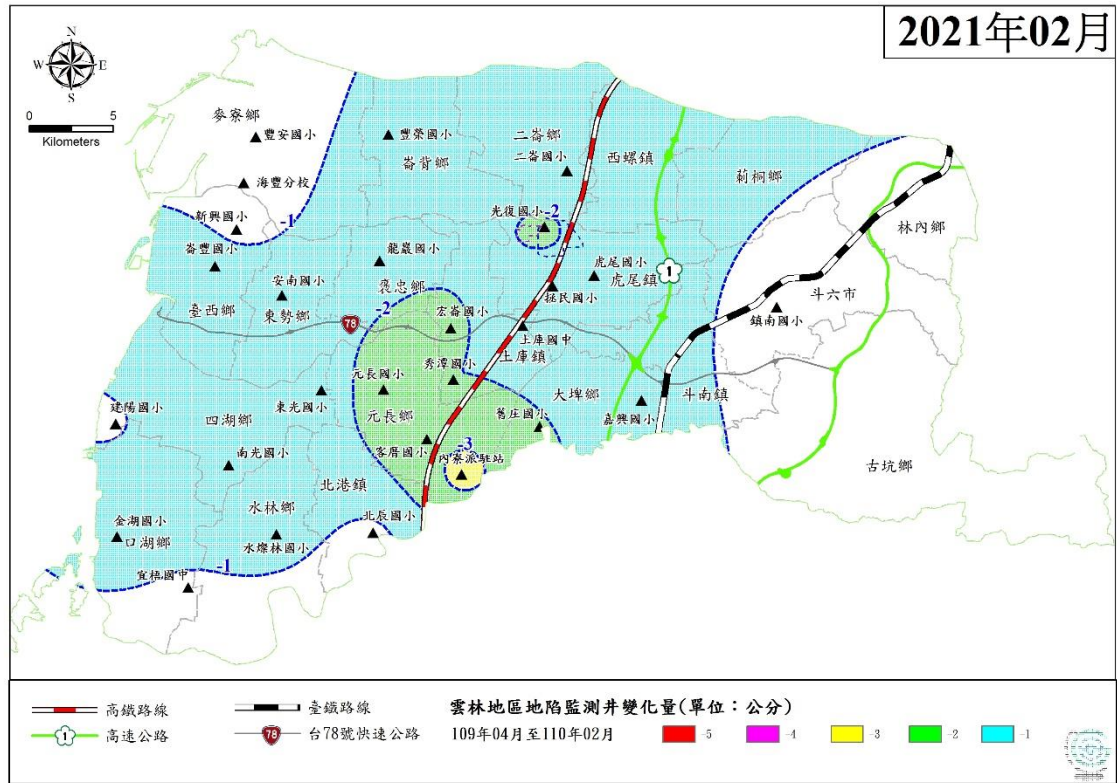 2021年02月
N
W E
S
0 5
Kilometers
麥寮鄉
豐安國小
豐榮國小
崙背鄉
二崙鄉
二崙國小
西螺鎮
莿桐鄉
海豐分校
新興國小
-1
光復國小
-2
-1
林內鄉
崙豐國小
龍巖國小
虎尾國小
虎尾鎮
1
安南國小
褒忠鄉
拯民國小
斗六市
臺西鄉
東勢鄉
78
-2
宏崙國小
鎮南國小
土庫國中
土庫鎮
秀潭國小
元長國小
東光國小
大埤鄉
斗南鎮
建陽國小
四湖鄉
元長鄉
舊庄國小
嘉興國小
客厝國小
-3
內寮派駐站
古坑鄉
南光國小
北港鎮
水林鄉
北辰國小
金湖國小
口湖鄉
水燦林國小
-1
宜梧國中
高鐵路線
臺鐵路線
雲林地區地陷監測井變化量(單位：公分)
1
高速公路
78
台78號快速公路
109年04月至110年02月
-5
-4
-3
-2
-1